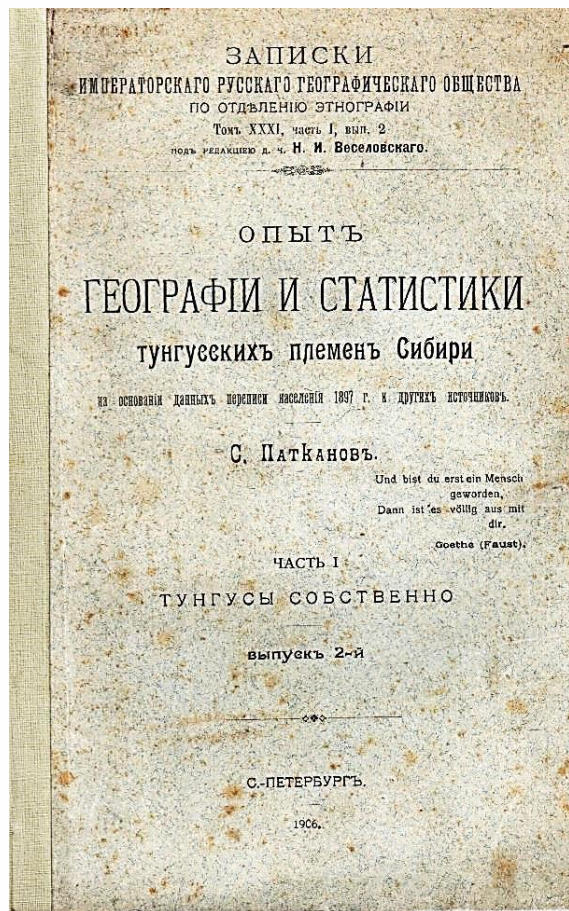 ЗАПИСКИ
ИМПЕРАТОРСКАГО РУССКАГО ГЕОГРАФИЧЕСКАГО ОБЩЕСТВА
ПО ОТДѢЛЕНІЮ ЭТНОГРАФІИ
Томъ XXXI, часть I, вып. 2
ПОДЪ РЕДАКЦІЕЮ Д. Ч. Н. И. Веселовскаго.
ОПЫТЪ
ГЕОГРАФІИ И СТАТИСТИКИ
тунгусскихъ племенъ Сибири
на основаніи данныхъ переписи населенія 1897 г. и другихъ источниковъ.
С. Паткановъ.
Und bist du erst ein Mensch
geworden,
Dann ist es völlig aus mit
dir.
Goethe (Faust).
ЧАСТЬ I
ТУНГУСЫ СОБСТВЕННО
выпускъ 2-й
С.-ПЕТЕРБУРГЪ.
1906.